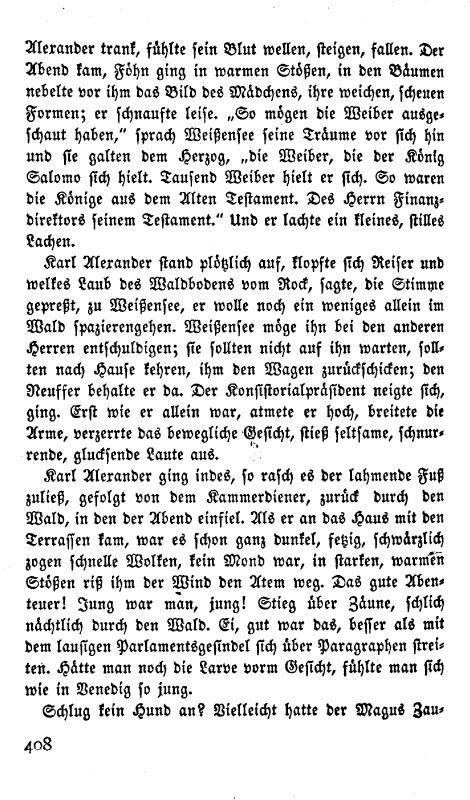 Alexander trank, fühlte sein Blut wellen, steigen, fallen. Der
Abend kam, Föhn ging in warmen Stößen, in den Bäumen
nebelte vor ihm das Bild des Mädchens, ihre weichen, scheuen
Formen; er schnaufte leise. „So mögen die Weiber ausge-
schaut haben,“ sprach Weißensee seine Träume vor sich hin
und sie galten dem Herzog, „die Weiber, die der König
Salomo sich hielt. Tausend Weiber hielt er sich. So waren
die Könige aus dem Alten Testament. Des Herrn Finanz-
direktors seinem Testament.“ Und er lachte ein kleines, stilles
Lachen.
Karl Alexander stand plötzlich auf, klopfte sich Reiser und
welkes Laub des Waldbodens vom Rock, sagte, die Stimme
gepreßt, zu Weißensee, er wolle noch ein weniges allein im
Wald spazierengehen. Weißensee möge ihn bei den anderen
Herren entschuldigen; sie sollten nicht auf ihn warten, soll-
ten nach Hause kehren, ihm den Wagen zurückschicken; den
Neuffer behalte er da. Der Konsistorialpräsident neigte sich,
ging. Erst wie er allein war, atmete er hoch, breitete die
Arme, verzerrte das bewegliche Gesicht, stieß seltsame, schnur-
rende, glucksende Laute aus.
Karl Alexander ging indes, so rasch es der lahmende Fuß
zuließ, gefolgt von dem Kammerdiener, zurück durch den
Wald, in den der Abend einfiel. Als er an das Haus mit den
Terrassen kam, war es schon ganz dunkel, fetzig, schwärzlich
zogen schnelle Wolken, kein Mond war, in starken, warmen
Stößen riß ihm der Wind den Atem weg. Das gute Aben-
teuer! Jung war man, jung! Stieg über Zäune, schlich
nächtlich durch den Wald. Ei, gut war das, besser als mit
dem lausigen Parlamentsgesindel sich über Paragraphen strei-
ten. Hätte man noch die Larve vorm Gesicht, fühlte man sich
wie in Venedig so jung.
Schlug kein Hund an? Vielleicht hatte der Magus Zau-
408